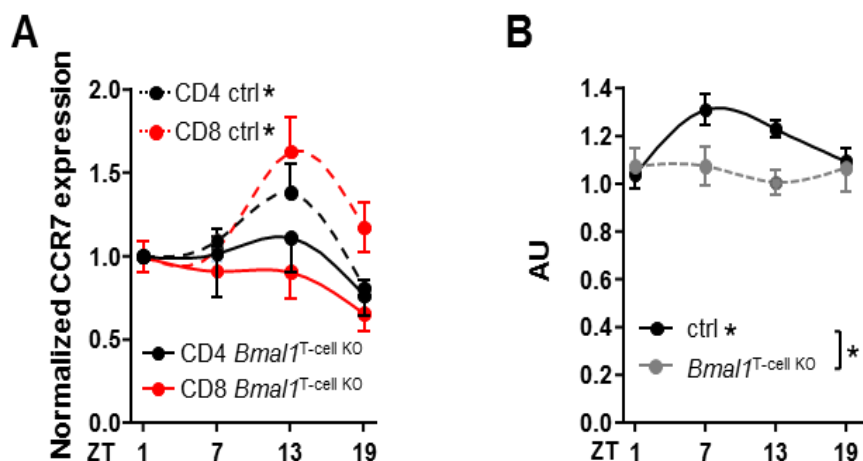 A
Normalized CCR7 expression
2.0
1.5
1.0
0.5
0.0
CD4 ctrl *
CD8 ctrl *
CD4 Bmal1T-cell KO
CD8 Bmal1T-cell KO
ZT 1 7 13 19
B
AU
1.4
1.2
1.0
0.8
0.6
0.4
0.2
0.0
ctrl *
Bmal1T-cell KO
*
ZT 1 7 13 19